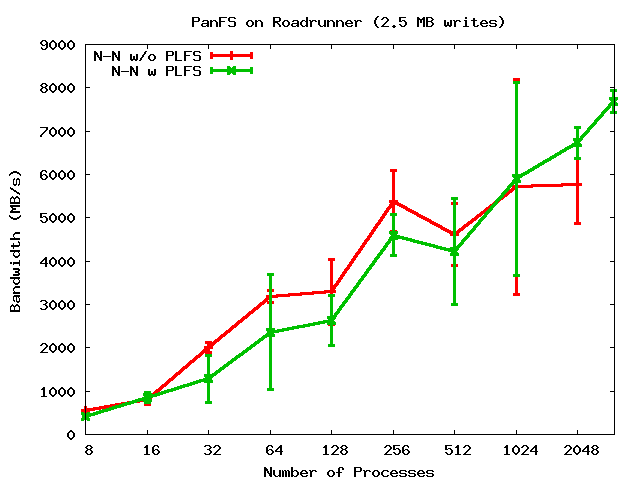 PanFS on Roadrunner (2.5 MB writes)
N-N w/o PLFS
N-N w PLFS
9000
8000
7000
6000
5000
4000
3000
2000
1000
0
Bandwidth (MB/s)
8 16 32 64 128 256 512 1024 2048
Number of Processes